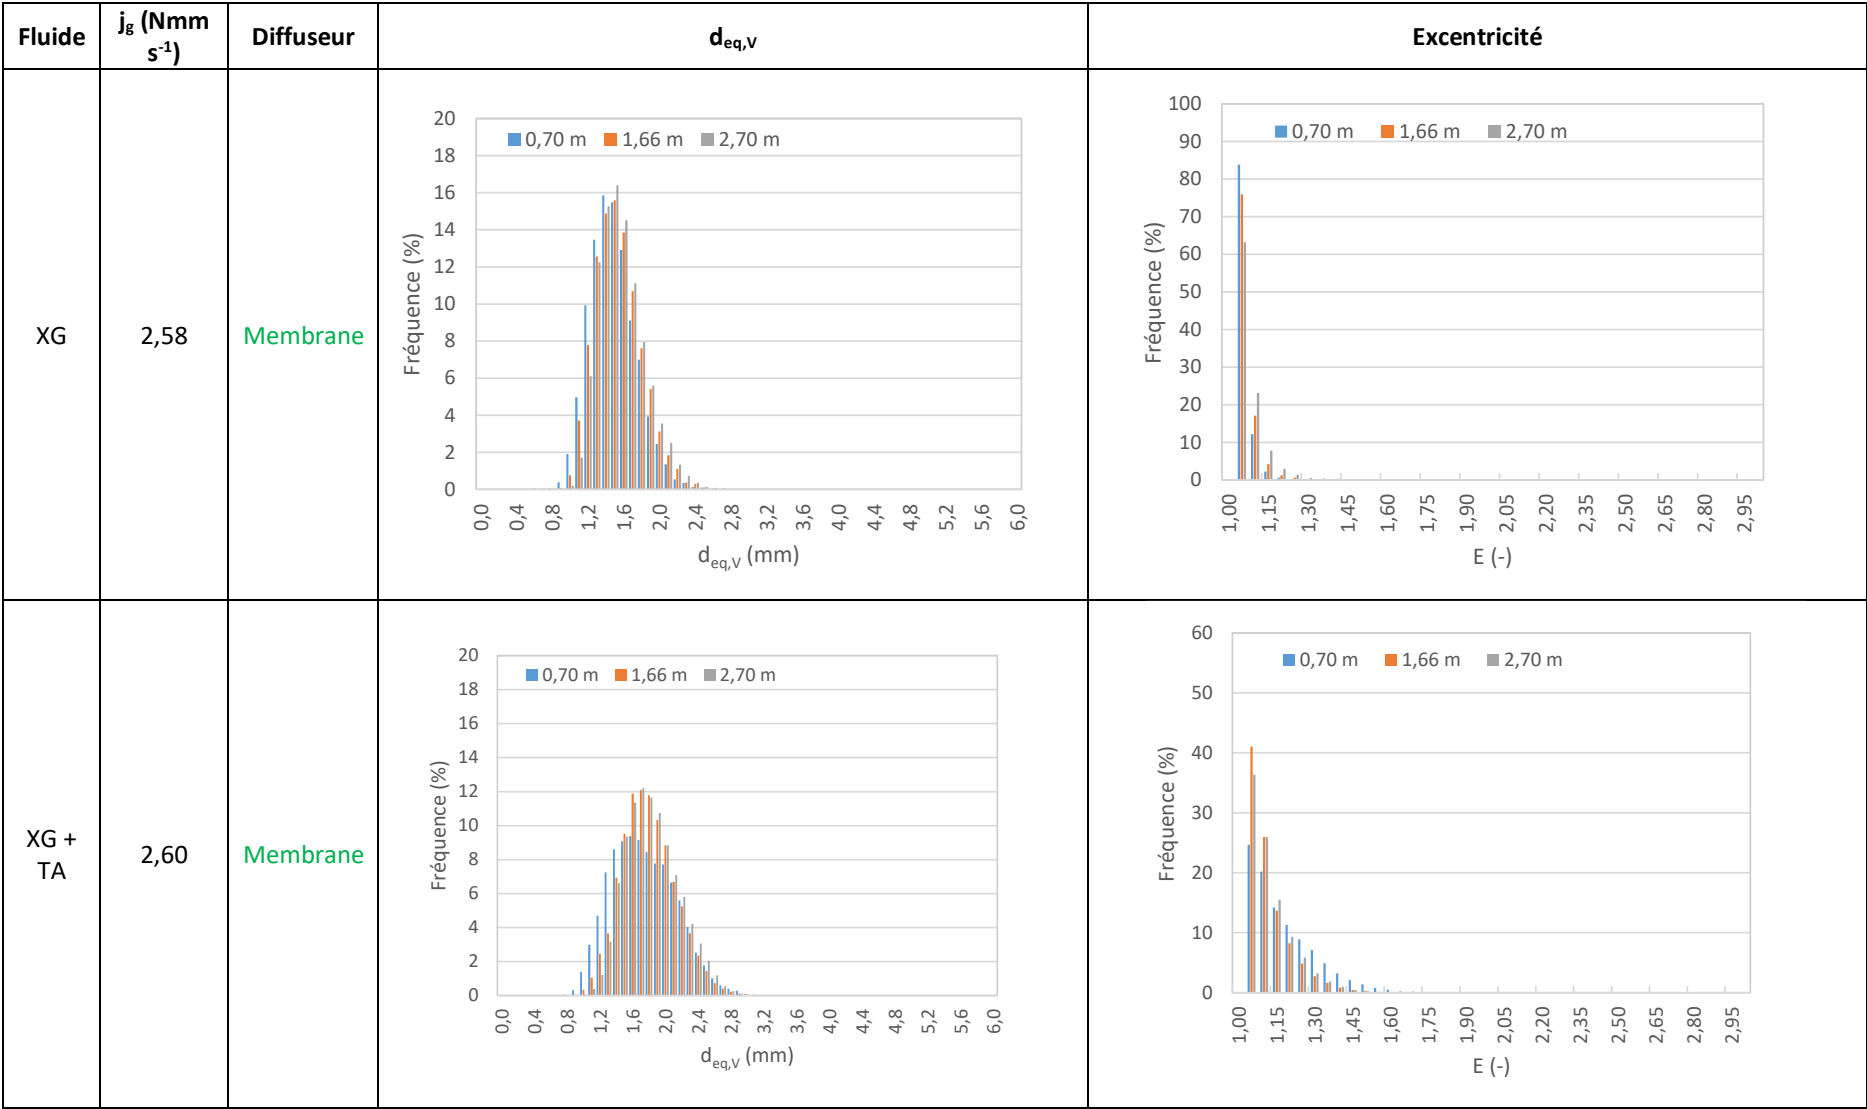 Fluide
jg (Nmm
s-1)
Diffuseur
deq,V
Excentricité
XG
2,58
Membrane
20
18
16
14
12
10
8
6
4
2
0
Fréquence (%)
0,70 m 1,66 m 2,70 m
0,0 0,4 0,8 1,2 1,6 2,0 2,4 2,8 3,2 3,6 4,0 4,4 4,8 5,2 5,6 6,0
deq,V (mm)
100
90
80
70
60
50
40
30
20
10
0
Fréquence (%)
0,70 m 1,66 m 2,70 m
1,00 1,15 1,30 1,45 1,60 1,75 1,90 2,05 2,20 2,35 2,50 2,65 2,80 2,95
E (-)
XG +
TA
2,60
Membrane
20
18
16
14
12
10
8
6
4
2
0
Fréquence (%)
0,70 m 1,66 m 2,70 m
0,0 0,4 0,8 1,2 1,6 2,0 2,4 2,8 3,2 3,6 4,0 4,4 4,8 5,2 5,6 6,0
deq,V (mm)
60
50
40
30
20
10
0
Fréquence (%)
0,70 m 1,66 m 2,70 m
1,00 1,15 1,30 1,45 1,60 1,75 1,90 2,05 2,20 2,35 2,50 2,65 2,80 2,95
E (-)